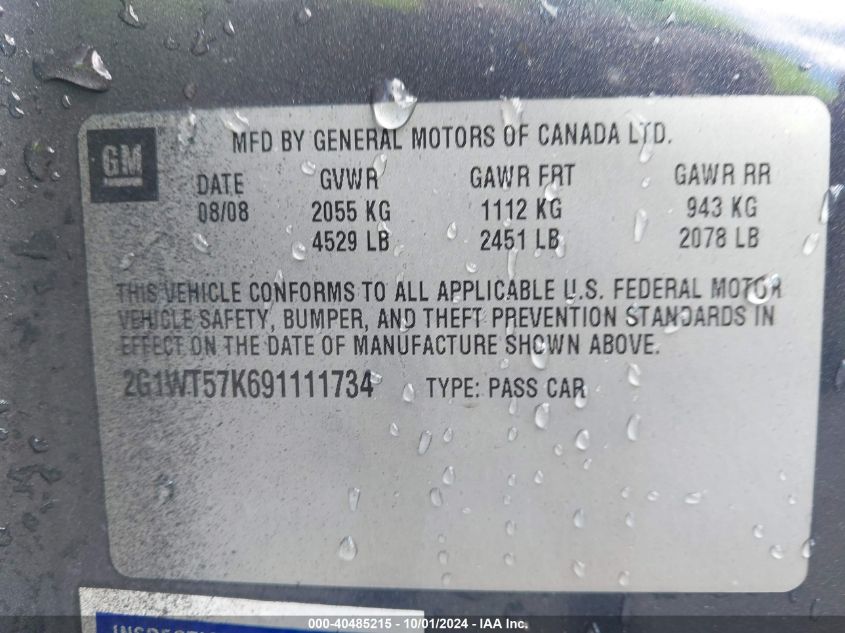 MFD BY GENERAL MOTORS OF CANADA LTD.
GM
DATE GVWR GAWR FRT GAWR RR
08/08 2055 KG 1112 KG 943 KG
4529 LB 2451 LB 2078 LB
THIS VEHICLE CONFORMS TO ALL APPLICABLE U.S. FEDERAL MOTOR
VEHICLE SAFETY, BUMPER, AND THEFT PREVENTION STANDARDS IN
EFFECT ON THE DATE OF MANUFACTURE SHOWN ABOVE.
2G1WT57K691111734 TYPE: PASS CAR
000-40485215 - 10/01/2024 - IAA Inc.